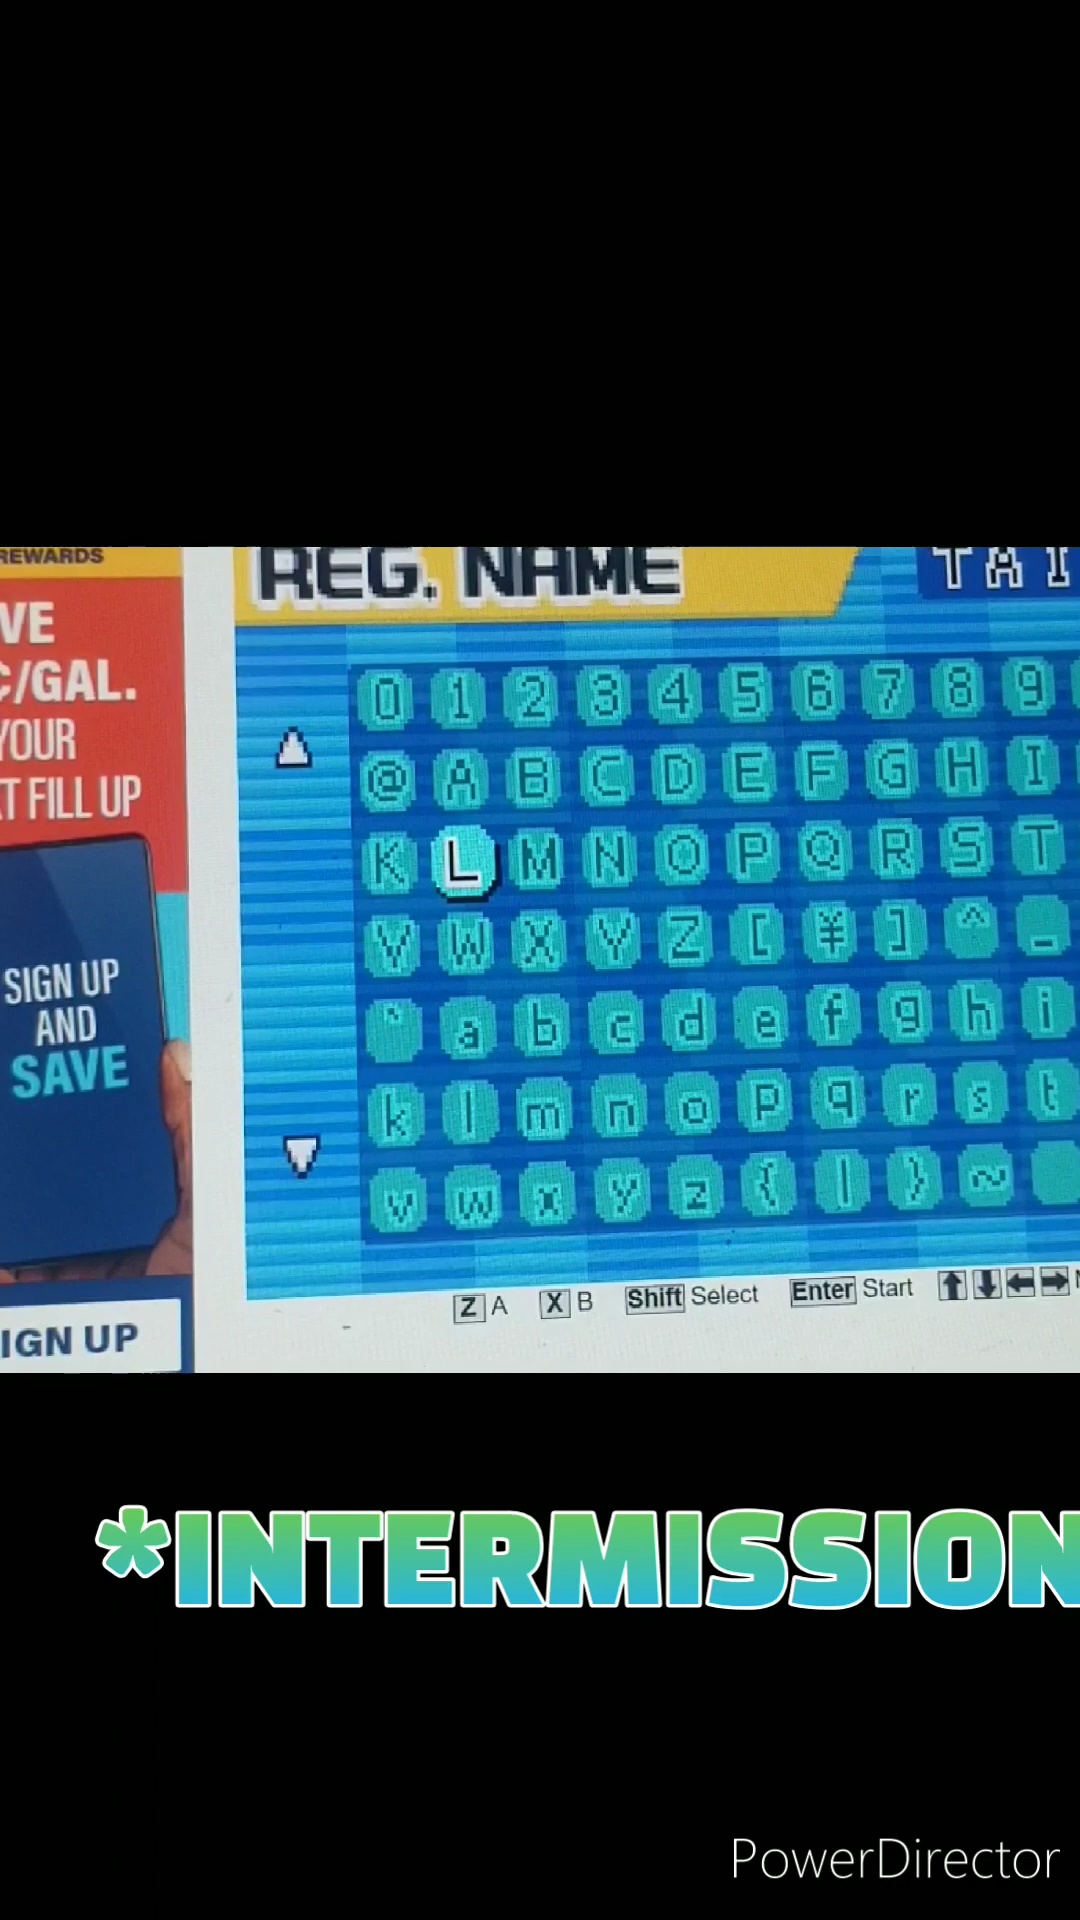 REWARDS
REG. NAME
TAI
VE
/GAL.
YOUR
T FILL UP
SIGN UP
AND
SAVE
IGN UP
0 1 2 3 4 5 6 7 8 9
@ A B C D E F G H I
K L M N O P Q R S T
V W X Y Z [ ¥ ] ^ _
` a b c d e f g h i
k l m n o p q r s t
v w x y z { | } ~
Z A X B Shift Select Enter Start ↑ ↓ ← →
*INTERMISSION
PowerDirector